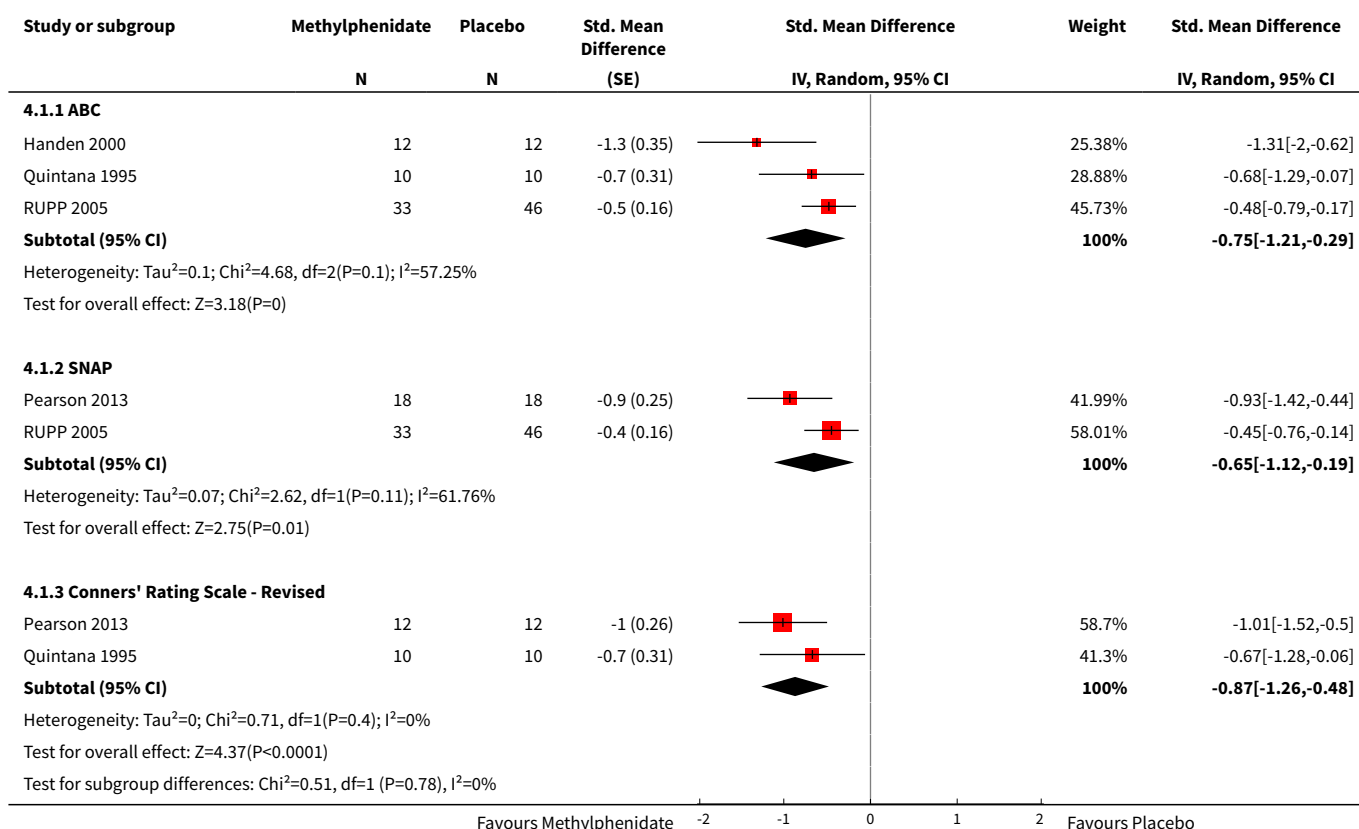 Study or subgroup Methylphenidate Placebo Std. Mean Difference Std. Mean Difference Weight Std. Mean Difference
N N (SE) IV, Random, 95% CI IV, Random, 95% CI
4.1.1 ABC
Handen 2000 12 12 -1.3 (0.35) 25.38% -1.31[-2,-0.62]
Quintana 1995 10 10 -0.7 (0.31) 28.88% -0.68[-1.29,-0.07]
RUPP 2005 33 46 -0.5 (0.16) 45.73% -0.48[-0.79,-0.17]
Subtotal (95% CI) 100% -0.75[-1.21,-0.29]
Heterogeneity: Tau²=0.1; Chi²=4.68, df=2(P=0.1); I²=57.25%
Test for overall effect: Z=3.18(P=0)
4.1.2 SNAP
Pearson 2013 18 18 -0.9 (0.25) 41.99% -0.93[-1.42,-0.44]
RUPP 2005 33 46 -0.4 (0.16) 58.01% -0.45[-0.76,-0.14]
Subtotal (95% CI) 100% -0.65[-1.12,-0.19]
Heterogeneity: Tau²=0.07; Chi²=2.62, df=1(P=0.11); I²=61.76%
Test for overall effect: Z=2.75(P=0.01)
4.1.3 Conners' Rating Scale - Revised
Pearson 2013 12 12 -1 (0.26) 58.7% -1.01[-1.52,-0.5]
Quintana 1995 10 10 -0.7 (0.31) 41.3% -0.67[-1.28,-0.06]
Subtotal (95% CI) 100% -0.87[-1.26,-0.48]
Heterogeneity: Tau²=0; Chi²=0.71, df=1(P=0.4); I²=0%
Test for overall effect: Z=4.37(P<0.0001)
Test for subgroup differences: Chi²=0.51, df=1 (P=0.78), I²=0%
Favours Methylphenidate -2 -1 0 1 2 Favours Placebo